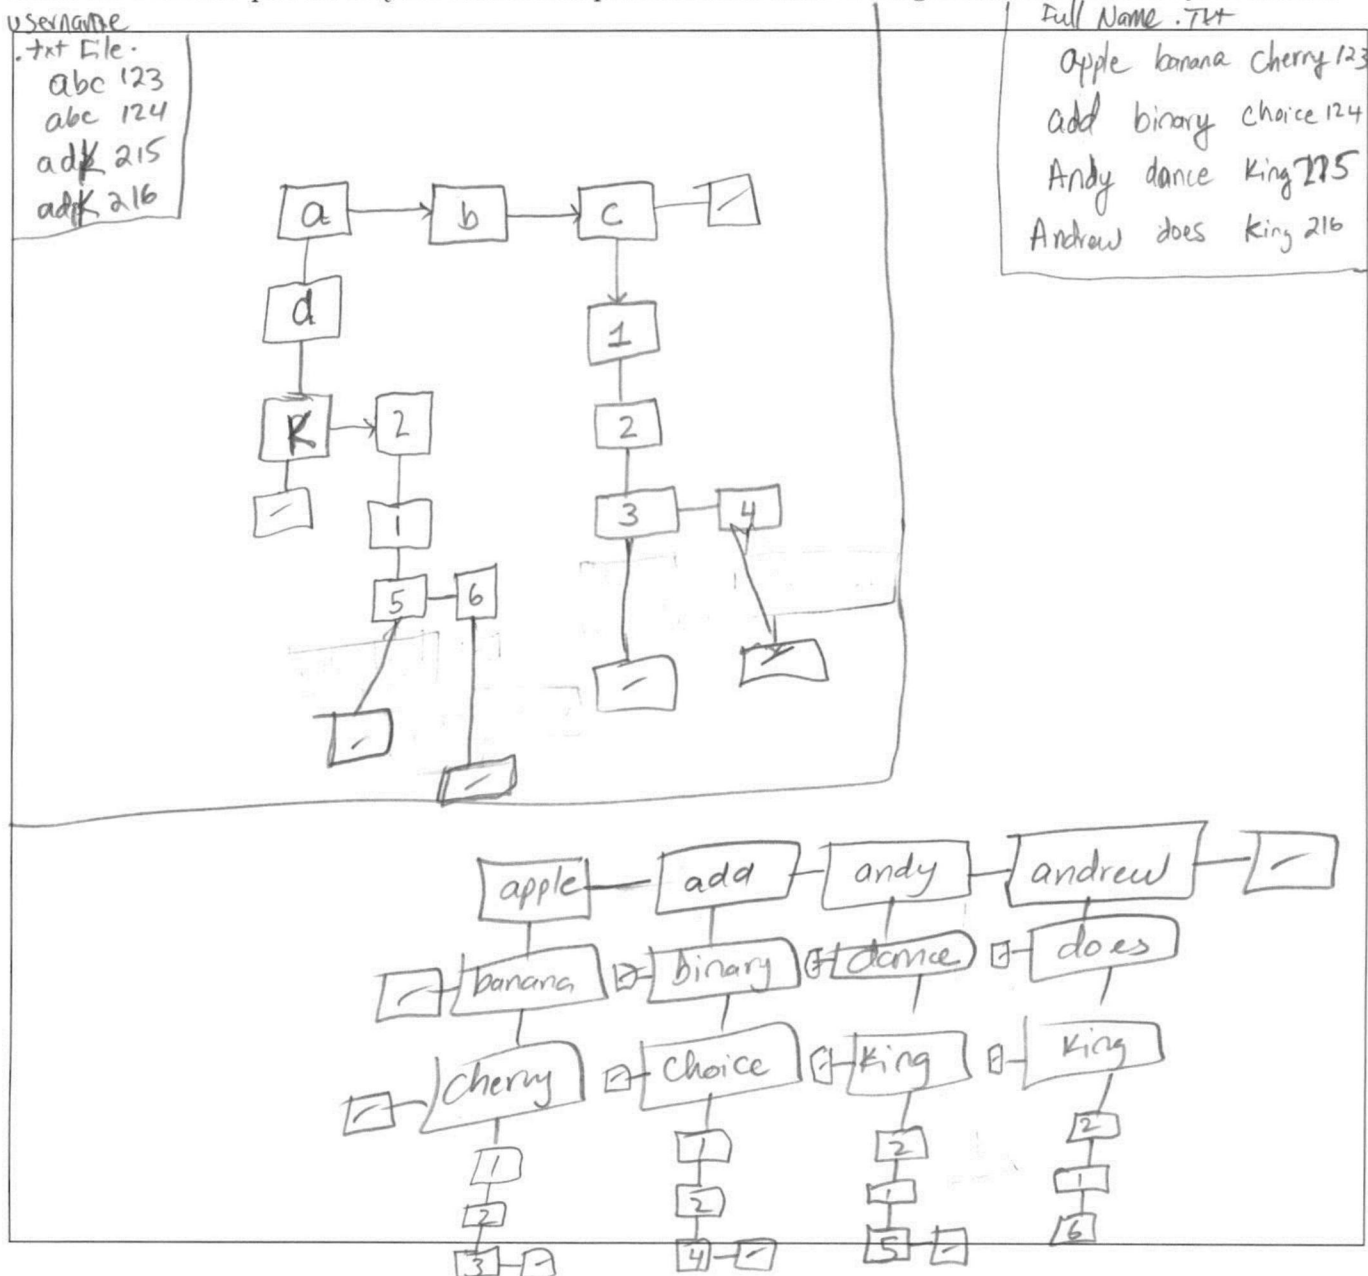 username
.txt File.
abc 123
abc 124
adK 215
adK 216
Full Name .Txt
apple banana Cherry 123
add binary choice 124
Andy dance King 215
Andrew does King 216
a b c
d
1
K 2
2
1
3 4
5 6
apple add andy andrew
banana binary dance does
cherry choice King King
1 1 2 2
2 2 1 1
3 4 5 6